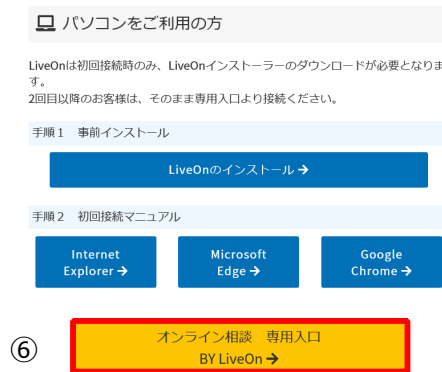 パソコンをご利用の方
LiveOnは初回接続時のみ、LiveOnインストーラーのダウンロードが必要となりま
す。
2回目以降のお客様は、そのまま専用入口より接続ください。
手順１　事前インストール
LiveOnのインストール→
手順２　初回接続マニュアル
Internet
Explorer→
Microsoft
Edge→
Google
Chrome→
⑥
オンライン相談　専用入口
BY LiveOn→